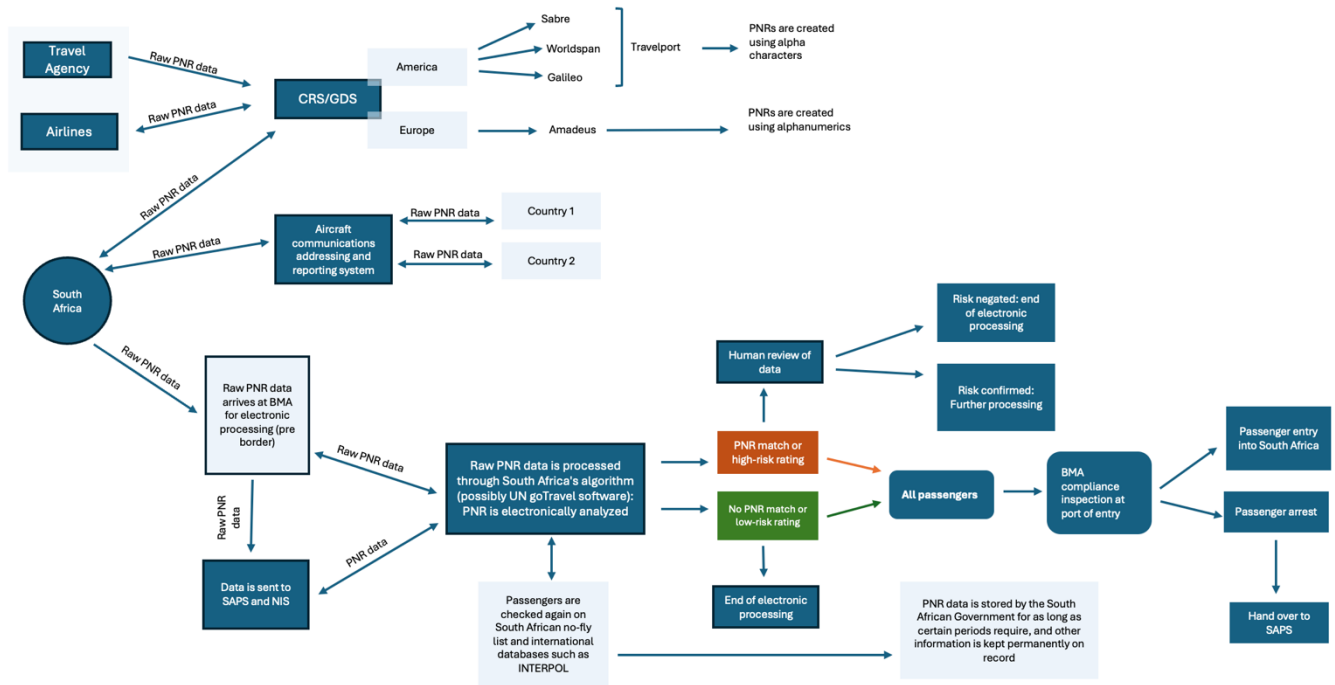 Travel
Agency
Airlines
Raw PNR data
Raw PNR data
CRS/GDS
America
Europe
Sabre
Worldspan
Galileo
Travelport
PNRs are created
using alpha
characters
Amadeus
PNRs are created
using alphanumerics
Raw PNR data
Raw PNR data
Aircraft
communications
addressing and
reporting system
Raw PNR data
Country 1
Raw PNR data
Country 2
South
Africa
Raw PNR data
Raw PNR data
arrives at BMA
for electronic
processing (pre
border)
Raw PNR data
Raw PNR
data
Data is sent to
SAPS and NIS
PNR data
Raw PNR data is processed
through South Africa's algorithm
(possibly UN goTravel software):
PNR is electronically analyzed
Passengers are
checked again on
South African no-fly
list and international
databases such as
INTERPOL
Human review of
data
Risk negated: end
of electronic
processing
Risk confirmed:
Further processing
PNR match or
high-risk rating
No PNR match or
low-risk rating
End of electronic
processing
All passengers
BMA
compliance
inspection at
port of entry
Passenger entry
into South Africa
Passenger arrest
Hand over to
SAPS
PNR data is stored by the South
African Government for as long as
certain periods require, and other
information is kept permanently on
record